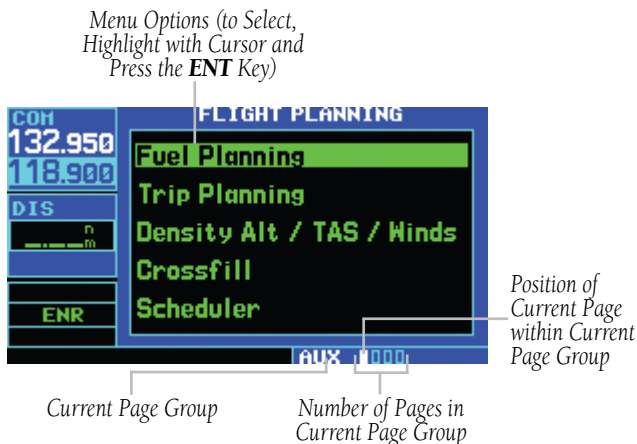 Menu Options (to Select,
Highlight with Cursor and
Press the ENT Key)
COM
132.950
118.900
DIS
__.__nm
ENR
FLIGHT PLANNING
Fuel Planning
Trip Planning
Density Alt / TAS / Winds
Crossfill
Scheduler
AUX
Position of
Current Page
within Current
Page Group
Current Page Group
Number of Pages in
Current Page Group